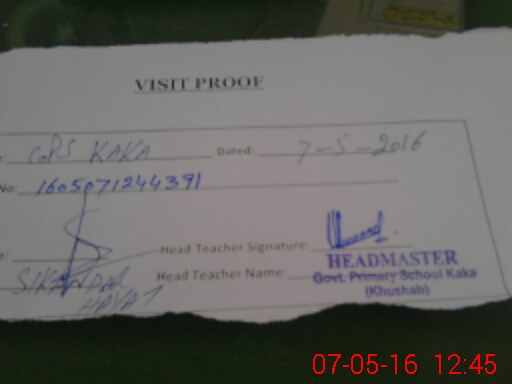 VISIT PROOF
GPS KAKA Dated: 7-5-2016
No: 1605071244391
Head Teacher Signature:
SIKANDAR Head Teacher Name:
HAYAT
HEADMASTER
Govt. Primary School Kaka
(Khushab)
07-05-16 12:45